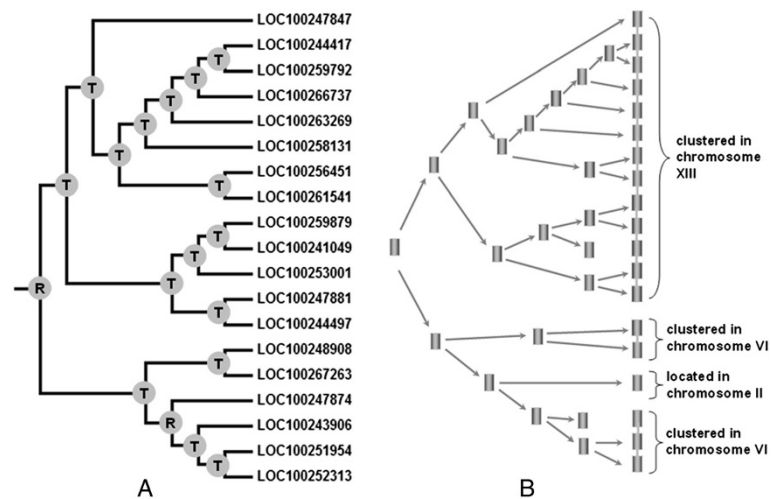 LOC100247847
LOC100244417
LOC100259792
LOC100266737
LOC100263269
LOC100258131
LOC100256451
LOC100261541
LOC100259879
LOC100241049
LOC100253001
LOC100247881
LOC100244497
LOC100248908
LOC100267263
LOC100247874
LOC100243906
LOC100251954
LOC100252313
T
T
T
T
T
T
T
T
T
T
T
T
R
T
T
R
T
T
A
clustered in
chromosome
XIII
clustered in
chromosome VI
located in
chromosome II
clustered in
chromosome VI
B